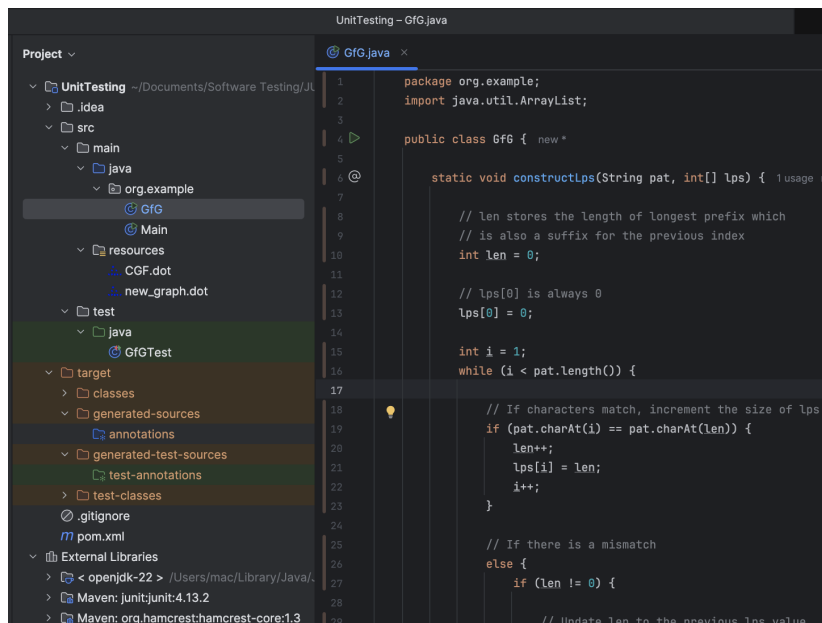 UnitTesting – GfG.java
Project
UnitTesting ~/Documents/Software Testing/JU
.idea
src
main
java
org.example
GfG
Main
resources
CGF.dot
new_graph.dot
test
java
GfGTest
target
classes
generated-sources
annotations
generated-test-sources
test-annotations
test-classes
.gitignore
m pom.xml
External Libraries
< openjdk-22 > /Users/mac/Library/Java/J
Maven: junit:junit:4.13.2
Maven: org.hamcrest:hamcrest-core:1.3
GfG.java ×
1 package org.example;
2 import java.util.ArrayList;
3
4 public class GfG { new *
5
6 @ static void constructLps(String pat, int[] lps) { 1 usage
7
8 // len stores the length of longest prefix which
9 // is also a suffix for the previous index
10 int len = 0;
11
12 // lps[0] is always 0
13 lps[0] = 0;
14
15 int i = 1;
16 while (i < pat.length()) {
17
18 // If characters match, increment the size of lps
19 if (pat.charAt(i) == pat.charAt(len)) {
20 len++;
21 lps[i] = len;
22 i++;
23 }
24
25 // If there is a mismatch
26 else {
27 if (len != 0) {
28
29 // Update len to the previous lps value